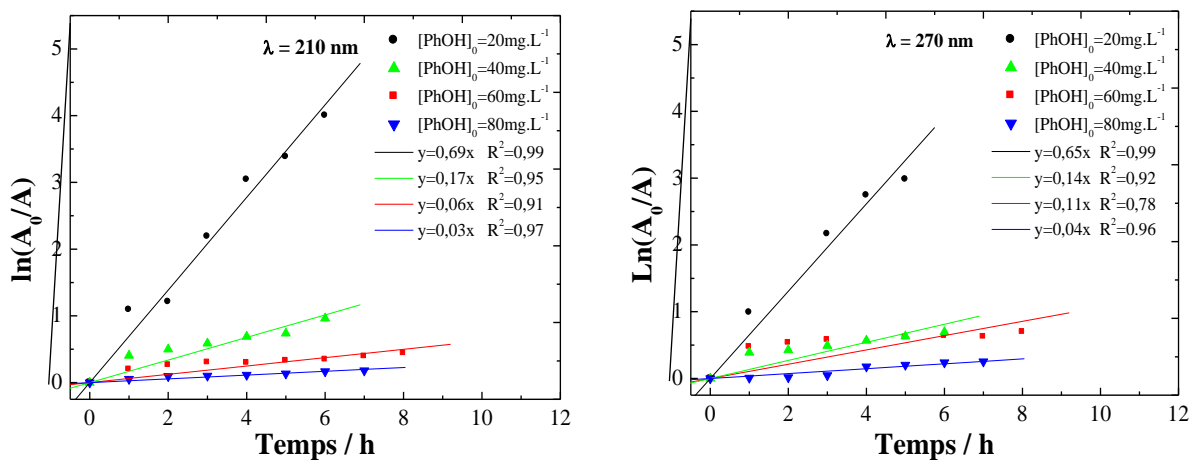 λ = 210 nm
[PhOH]₀=20mg.L⁻¹
[PhOH]₀=40mg.L⁻¹
[PhOH]₀=60mg.L⁻¹
[PhOH]₀=80mg.L⁻¹
y=0,69x R²=0,99
y=0,17x R²=0,95
y=0,06x R²=0,91
y=0,03x R²=0,97
ln(A₀/A)
5
4
3
2
1
0
0 2 4 6 8 10 12
Temps / h
λ = 270 nm
[PhOH]₀=20mg.L⁻¹
[PhOH]₀=40mg.L⁻¹
[PhOH]₀=60mg.L⁻¹
[PhOH]₀=80mg.L⁻¹
y=0,65x R²=0,99
y=0,14x R²=0,92
y=0,11x R²=0,78
y=0,04x R²=0.96
Ln(A₀/A)
5
4
3
2
1
0
0 2 4 6 8 10 12
Temps / h